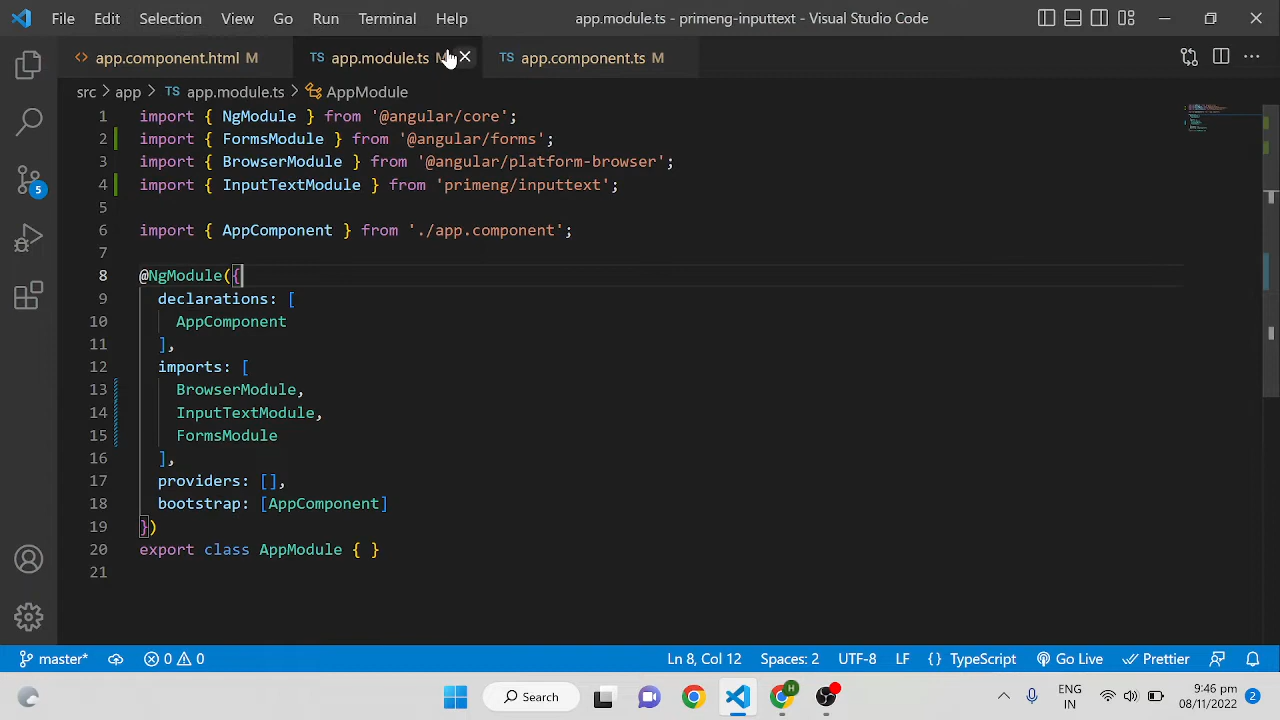 File Edit Selection View Go Run Terminal Help app.module.ts - primeng-inputtext - Visual Studio Code
<> app.component.html M TS app.module.ts M TS app.component.ts M
src > app > TS app.module.ts > AppModule
1 import { NgModule } from '@angular/core';
2 import { FormsModule } from '@angular/forms';
3 import { BrowserModule } from '@angular/platform-browser';
4 import { InputTextModule } from 'primeng/inputtext';
5
6 import { AppComponent } from './app.component';
7
8 @NgModule({
9 declarations: [
10 AppComponent
11 ],
12 imports: [
13 BrowserModule,
14 InputTextModule,
15 FormsModule
16 ],
17 providers: [],
18 bootstrap: [AppComponent]
19 })
20 export class AppModule { }
21
5
master* 0 0 Ln 8, Col 12 Spaces: 2 UTF-8 LF {} TypeScript Go Live Prettier
Search H ENG 9:46 pm
IN 08/11/2022 2